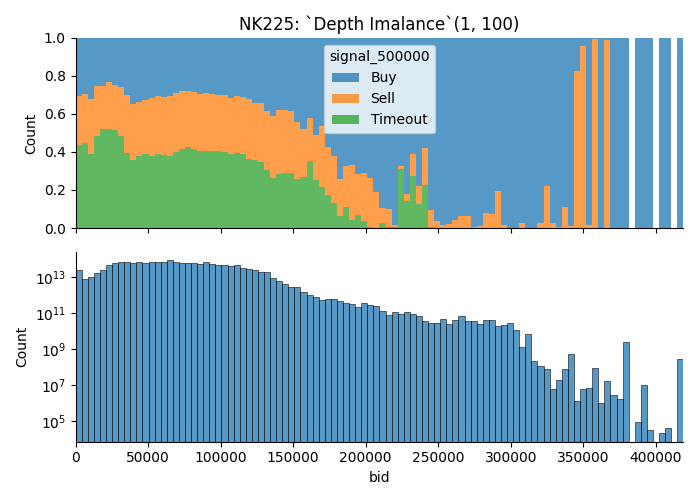 NK225: `Depth Imalance`(1, 100)
1.0
0.8
0.6
0.4
0.2
0.0
Count
signal_500000
Buy
Sell
Timeout
10^13
10^11
10^9
10^7
10^5
Count
0 50000 100000 150000 200000 250000 300000 350000 400000
bid